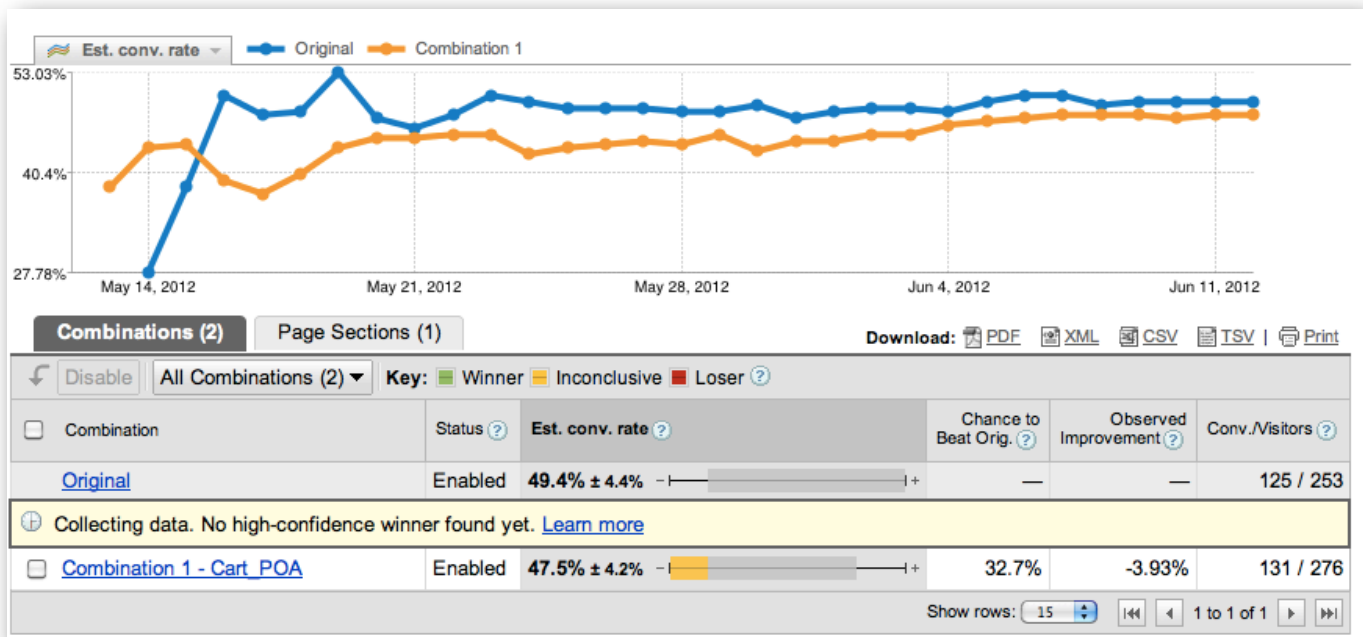 Est. conv. rate Original Combination 1
53.03%
40.4%
27.78%
May 14, 2012 May 21, 2012 May 28, 2012 Jun 4, 2012 Jun 11, 2012
Combinations (2) Page Sections (1) Download: PDF XML CSV TSV | Print
Disable All Combinations (2) Key: Winner Inconclusive Loser ?
Combination Status ? Est. conv. rate ? Chance to Beat Orig. ? Observed Improvement ? Conv./Visitors ?
Original Enabled 49.4% ± 4.4% - + — — 125 / 253
Collecting data. No high-confidence winner found yet. Learn more
Combination 1 - Cart_POA Enabled 47.5% ± 4.2% - + 32.7% -3.93% 131 / 276
Show rows: 15 1 to 1 of 1